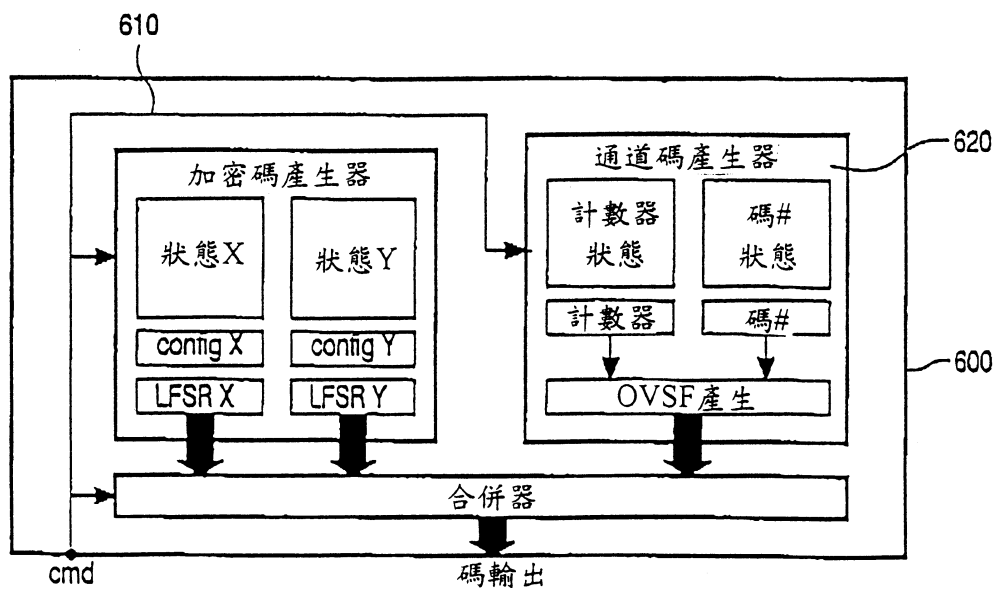 610
620
600
加密碼產生器
狀態X
狀態Y
config X
config Y
LFSR X
LFSR Y
通道碼產生器
計數器
狀態
碼#
狀態
計數器
碼#
OVSF產生
合併器
cmd
碼輸出